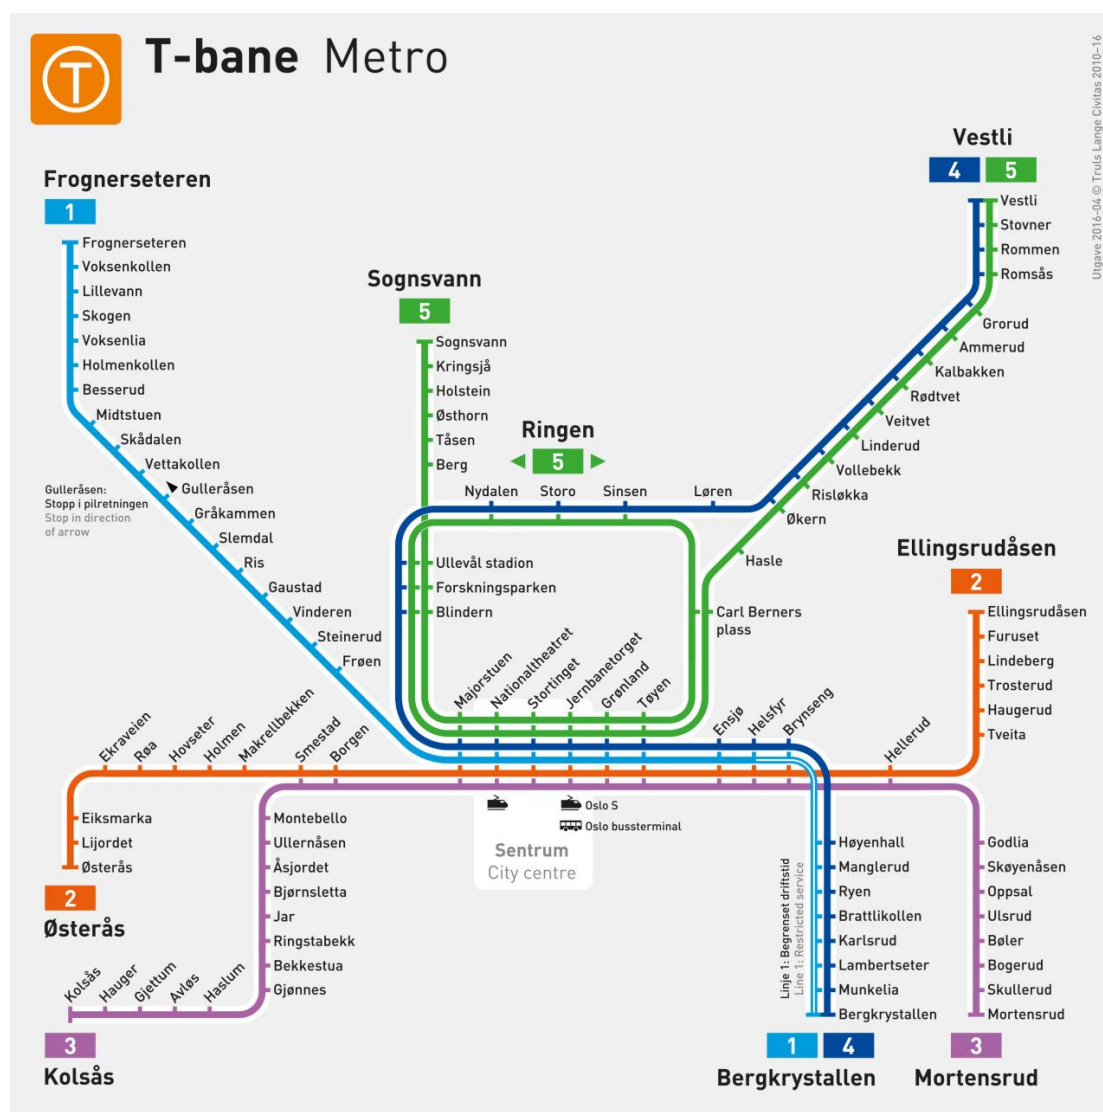 T
T-bane Metro
Utgave 2016-04 © Truls Lange Civitas 2010–16
Vestli
4 5
Vestli
Stovner
Rommen
Romsås
Grorud
Ammerud
Kalbakken
Rødtvet
Veitvet
Linderud
Vollebekk
Risløkka
Økern
Hasle
Carl Berners
plass
Frognerseteren
1
Frognerseteren
Voksenkollen
Lillevann
Skogen
Voksenlia
Holmenkollen
Besserud
Midtstuen
Skådalen
Vettakollen
Gulleråsen
Gråkammen
Slemdal
Ris
Gaustad
Vinderen
Steinerud
Frøen
Gulleråsen:
Stopp i pilretningen
Stop in direction
of arrow
Sognsvann
5
Sognsvann
Kringsjå
Holstein
Østhorn
Tåsen
Berg
Ringen
5
Nydalen
Storo
Sinsen
Løren
Ullevål stadion
Forskningsparken
Blindern
Ellingsrudåsen
2
Ellingsrudåsen
Furuset
Lindeberg
Trosterud
Haugerud
Tveita
Majorstuen
Nationaltheatret
Stortinget
Jernbanetorget
Grønland
Tøyen
Ensjø
Helsfyr
Brynseng
Hellerud
Ekraveien
Røa
Hovseter
Holmen
Makrellbekken
Smestad
Borgen
Oslo S
Oslo bussterminal
Sentrum
City centre
Eiksmarka
Lijordet
Østerås
2
Østerås
Montebello
Ullernåsen
Åsjordet
Bjørnsletta
Jar
Ringstabekk
Bekkestua
Gjønnes
Kolsås
Hauger
Gjettum
Avløs
Haslum
3
Kolsås
Høyenhall
Manglerud
Ryen
Brattlikollen
Karlsrud
Lambertseter
Munkelia
Bergkrystallen
Linje 1: Begrenset driftstid
Line 1: Restricted service
1 4
Bergkrystallen
Godlia
Skøyenåsen
Oppsal
Ulsrud
Bøler
Bogerud
Skullerud
Mortensrud
3
Mortensrud